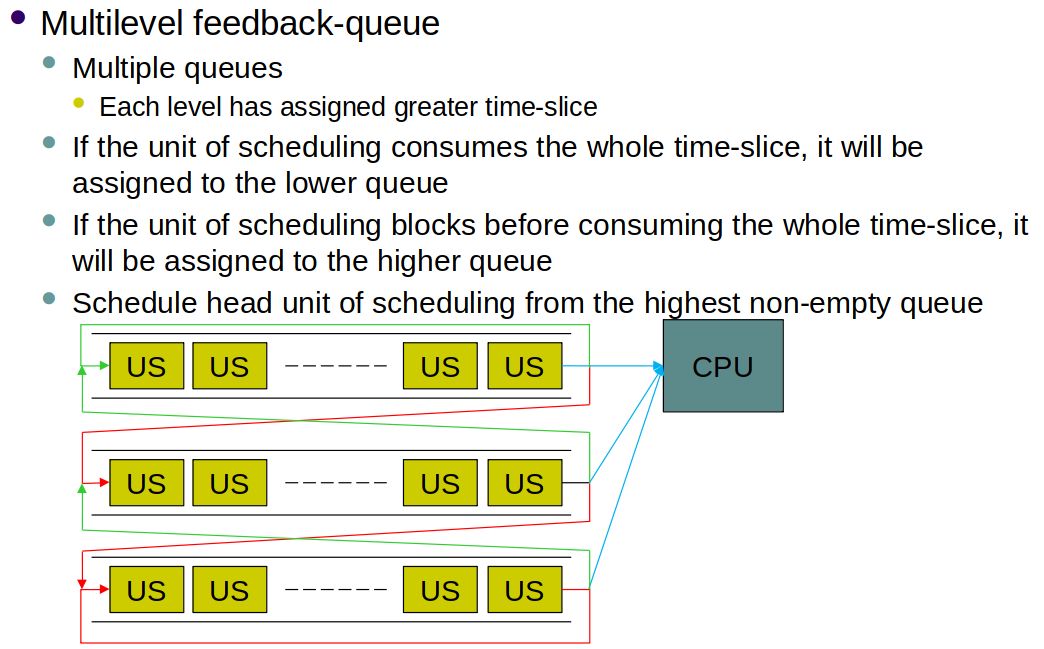 Multilevel feedback-queue
Multiple queues
Each level has assigned greater time-slice
If the unit of scheduling consumes the whole time-slice, it will be
assigned to the lower queue
If the unit of scheduling blocks before consuming the whole time-slice, it
will be assigned to the higher queue
Schedule head unit of scheduling from the highest non-empty queue
US US US US CPU
US US US US
US US US US